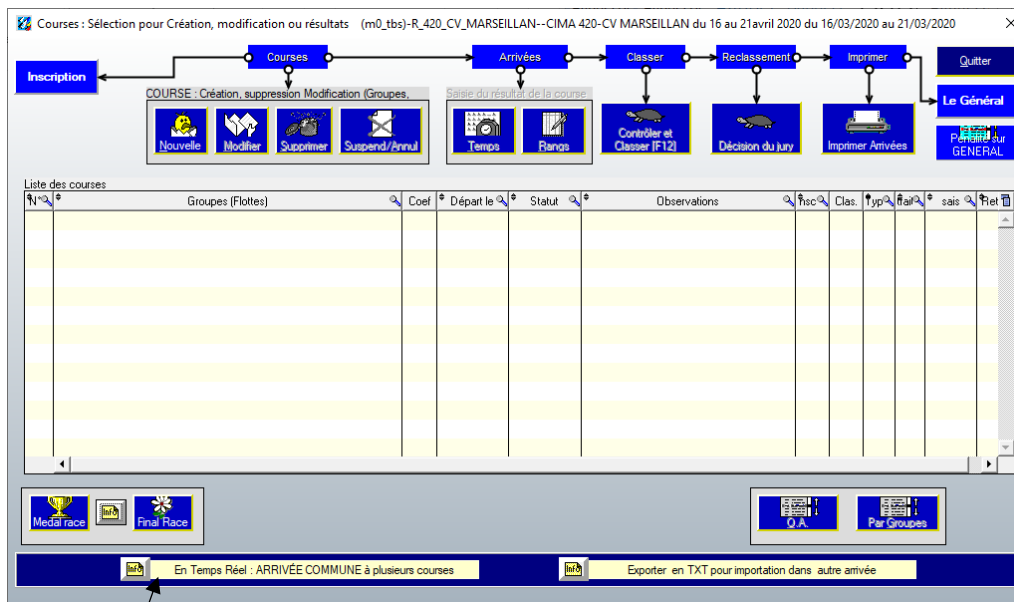 Courses : Sélection pour Création, modification ou résultats (m0_tbs)-R_420_CV_MARSEILLAN--CIMA 420-CV MARSEILLAN du 16 au 21avril 2020 du 16/03/2020 au 21/03/2020
Inscription Courses Arrivées Classer Reclassement Imprimer Quitter
Le Général
COURSE : Création, suppression Modification (Groupes, Saisie du résultat de la course
Nouvelle Modifier Supprimer Suspend/Annul Temps Rangs Contrôler et Classer [F12] Décision du jury Imprimer Arrivées Pénalité sur GENERAL
Liste des courses
N° Groupes (Flottes) Coef Départ le Statut Observations Clas. sais Ret
Medal race Info Final Race Q.A. Par Groupes
Info En Temps Réel : ARRIVÉE COMMUNE à plusieurs courses Info Exporter en TXT pour importation dans autre arrivée